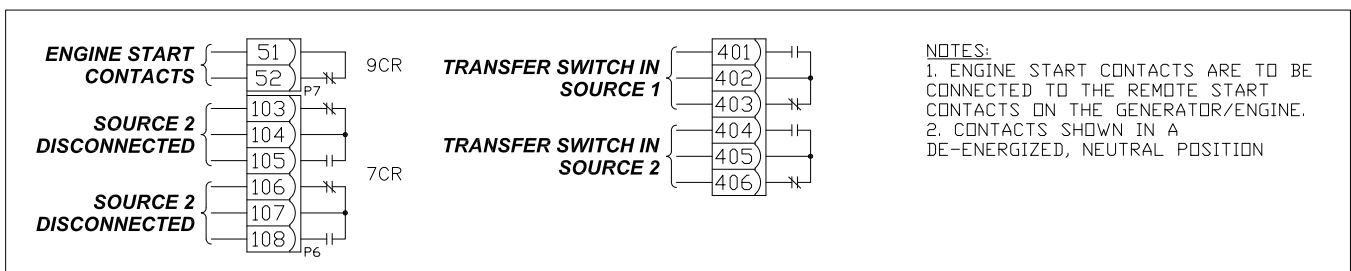 ENGINE START
CONTACTS
51
52
P7
9CR
SOURCE 2
DISCONNECTED
103
104
105
7CR
SOURCE 2
DISCONNECTED
106
107
108
P6
TRANSFER SWITCH IN
SOURCE 1
401
402
403
TRANSFER SWITCH IN
SOURCE 2
404
405
406
NOTES:
1. ENGINE START CONTACTS ARE TO BE
CONNECTED TO THE REMOTE START
CONTACTS ON THE GENERATOR/ENGINE.
2. CONTACTS SHOWN IN A
DE-ENERGIZED, NEUTRAL POSITION